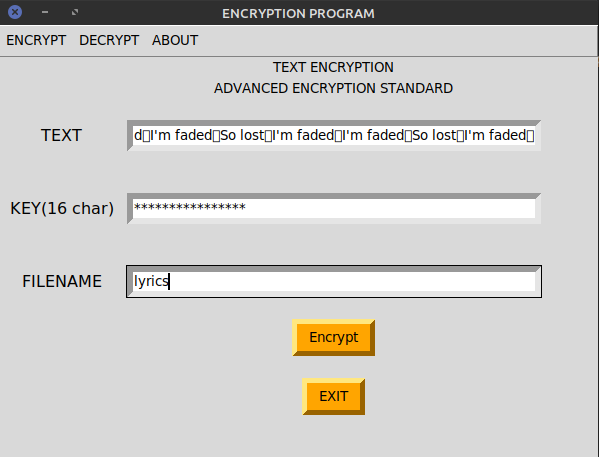 ENCRYPTION PROGRAM
ENCRYPT DECRYPT ABOUT
TEXT ENCRYPTION
ADVANCED ENCRYPTION STANDARD
TEXT d▯I'm faded▯So lost▯I'm faded▯I'm faded▯So lost▯I'm faded▯
KEY(16 char) ****************
FILENAME lyrics
Encrypt
EXIT